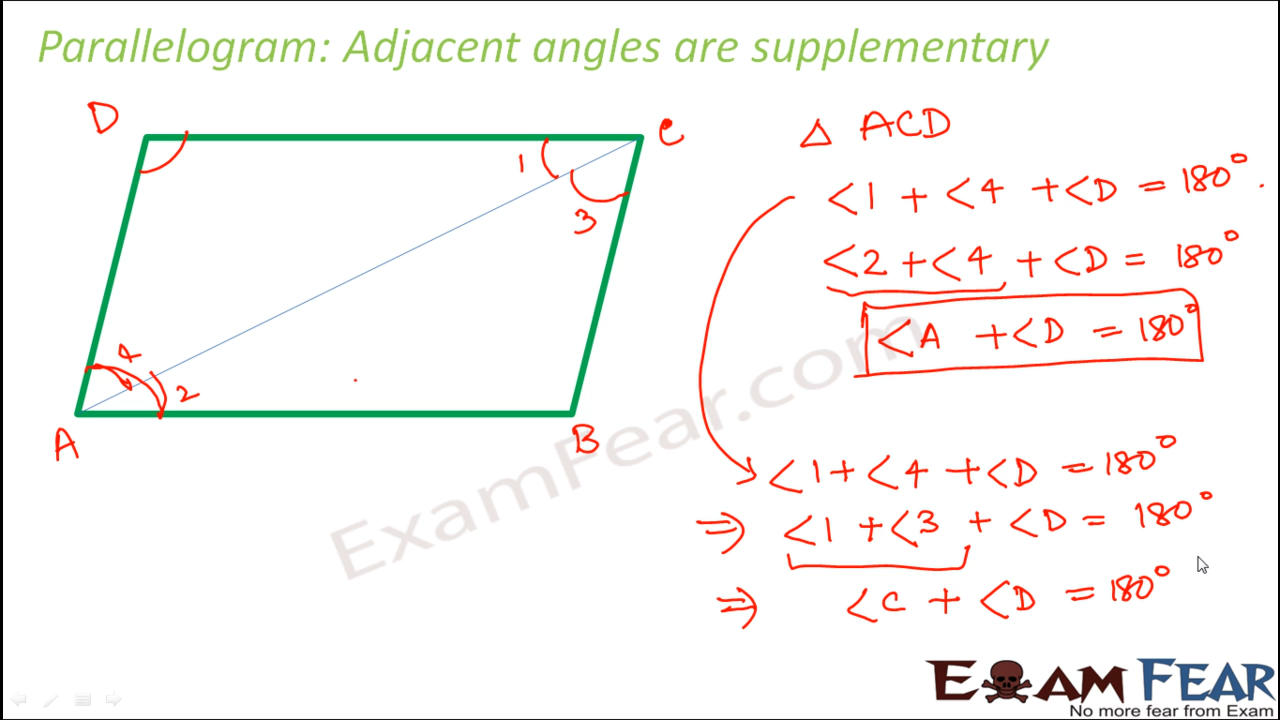 Parallelogram: Adjacent angles are supplementary
D
C
1
3
4
2
A
B
△ ACD
<1 + <4 + <D = 180° .
<2 + <4 + <D = 180°
<A + <D = 180°
<1 + <4 + <D = 180°
⇒ <1 + <3 + <D = 180°
⇒ <C + <D = 180°
ExamFear.com
EXAM FEAR
No more fear from Exam